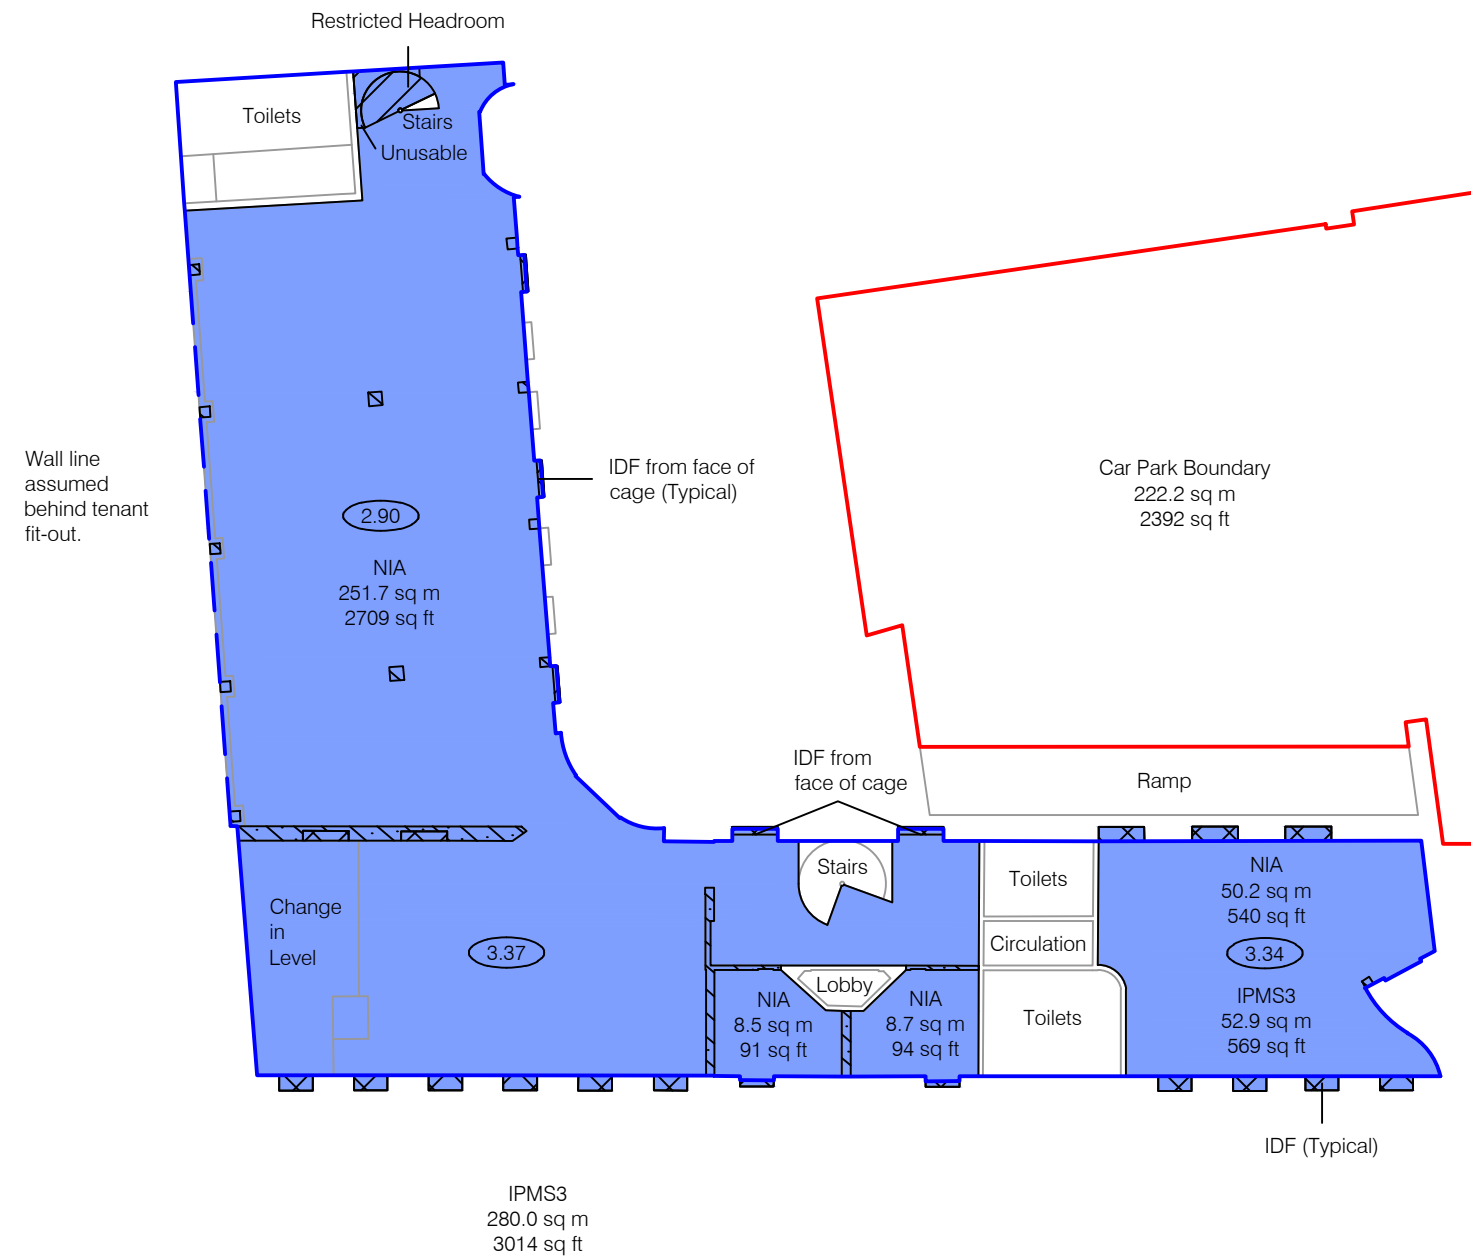 Restricted Headroom
Toilets
Stairs
Unusable
Wall line
assumed
behind tenant
fit-out.
2.90
NIA
251.7 sq m
2709 sq ft
IDF from face of
cage (Typical)
Car Park Boundary
222.2 sq m
2392 sq ft
IDF from
face of cage
Ramp
Change
in
Level
3.37
Stairs
Toilets
Circulation
Toilets
Lobby
NIA
8.5 sq m
91 sq ft
NIA
8.7 sq m
94 sq ft
NIA
50.2 sq m
540 sq ft
3.34
IPMS3
52.9 sq m
569 sq ft
IDF (Typical)
IPMS3
280.0 sq m
3014 sq ft